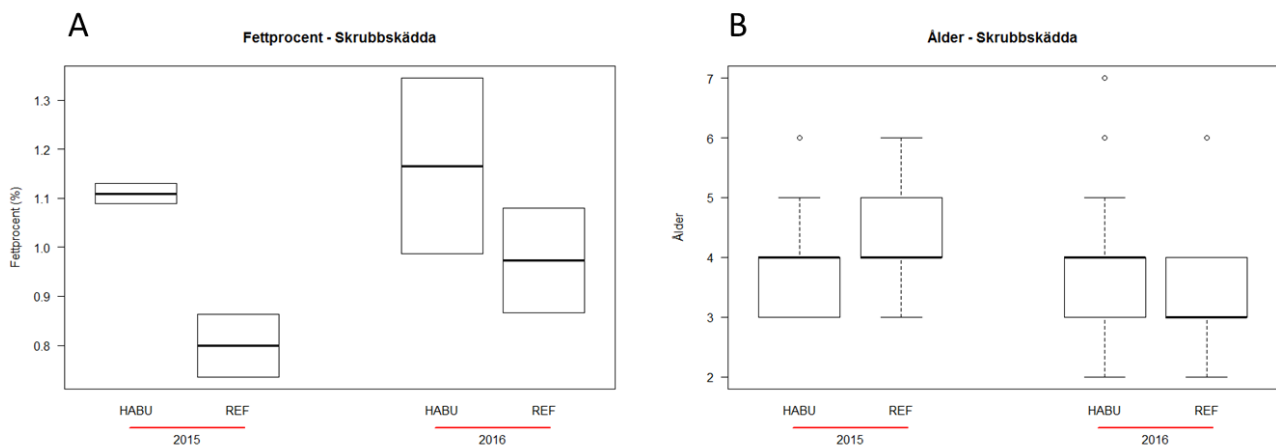 A
Fettprocent - Skrubbskädda
Fettprocent (%)
1.3
1.2
1.1
1.0
0.9
0.8
HABU REF HABU REF
2015 2016
B
Ålder - Skrubbskädda
Ålder
7
6
5
4
3
2
HABU REF HABU REF
2015 2016